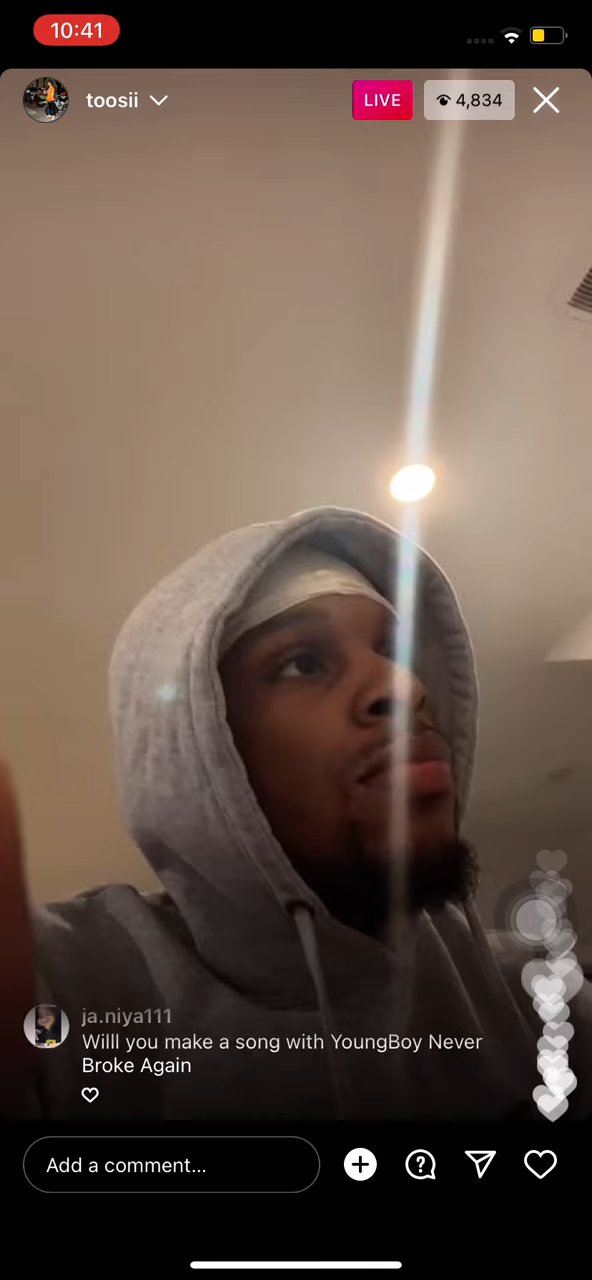 10:41
toosii
LIVE
4,834
ja.niya111
Willl you make a song with YoungBoy Never
Broke Again
Add a comment...